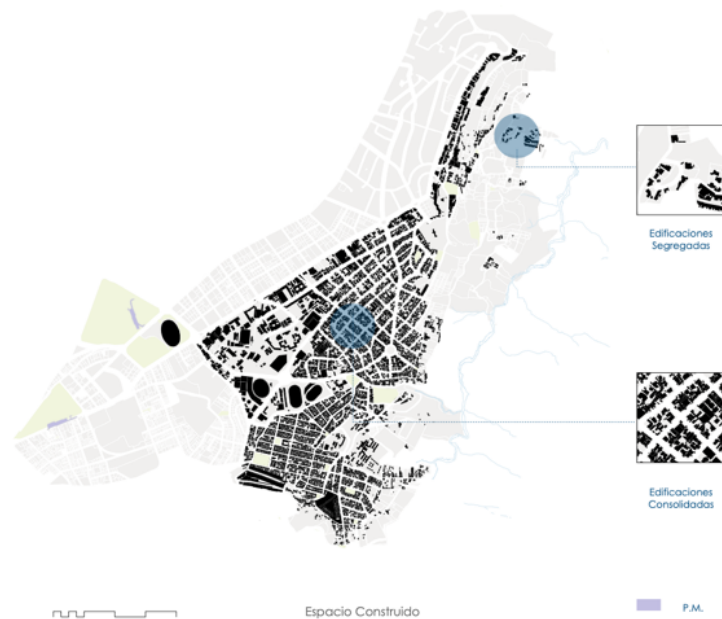 Edificaciones
Segregadas
Edificaciones
Consolidadas
Espacio Construido
P.M.